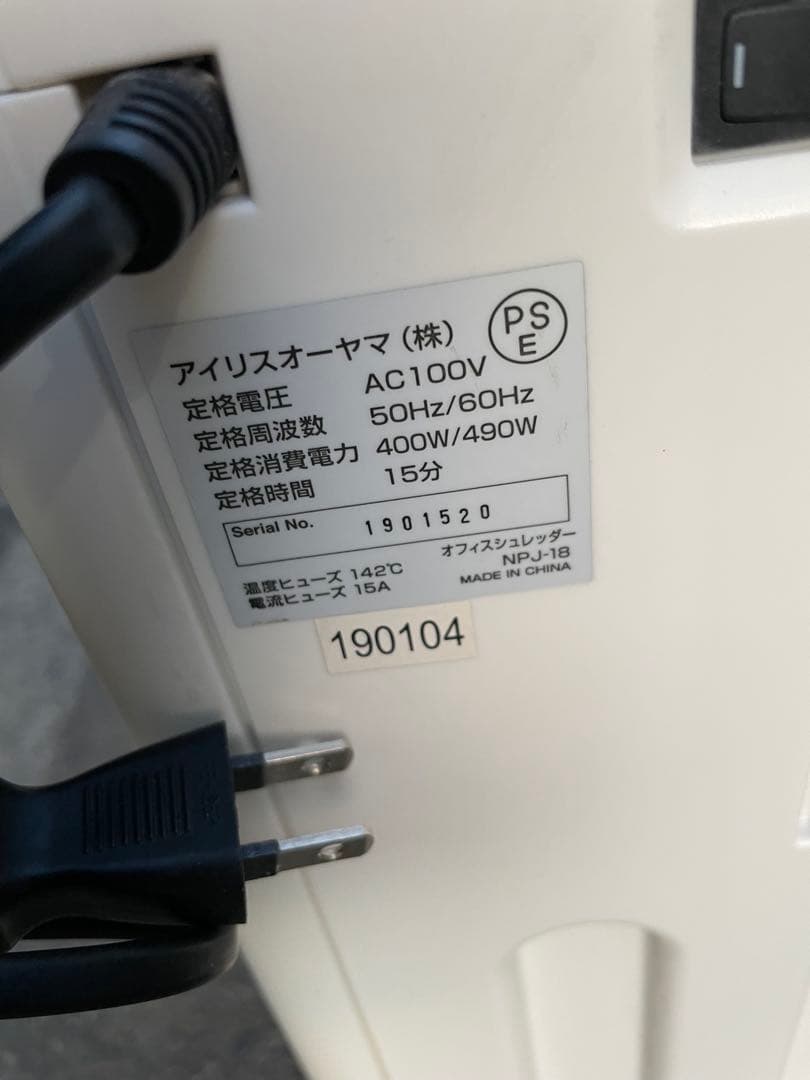 PS
E
アイリスオーヤマ（株）
定格電圧 AC100V
定格周波数 50Hz/60Hz
定格消費電力 400W/490W
定格時間 15分
Serial No. 1901520
温度ヒューズ 142℃ オフィスシュレッダー
電流ヒューズ 15A NPJ-18
MADE IN CHINA
190104